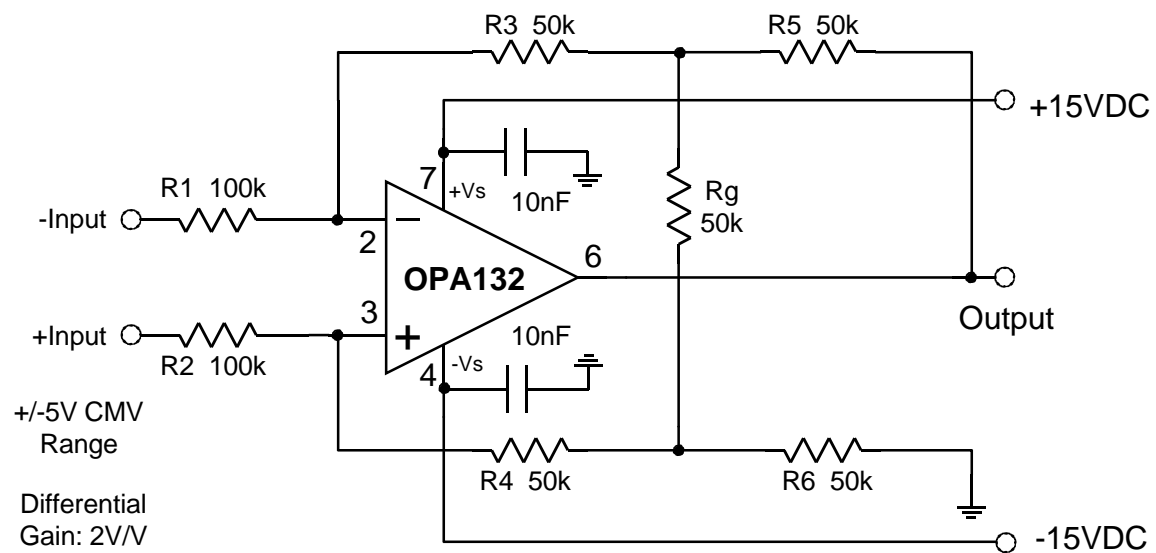 R3 50k
R5 50k
+15VDC
7
+Vs
10nF
R1 100k
Rg
50k
-Input
−
2
6
OPA132
3
+Input
+
10nF
Output
R2 100k
4
-Vs
+/-5V CMV
Range
R4 50k
R6 50k
Differential
Gain: 2V/V
-15VDC